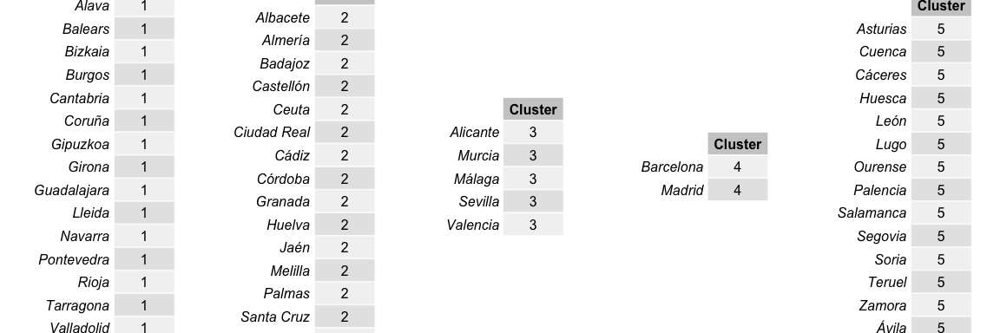 Alava 1
Balears 1
Bizkaia 1
Burgos 1
Cantabria 1
Coruña 1
Gipuzkoa 1
Girona 1
Guadalajara 1
Lleida 1
Navarra 1
Pontevedra 1
Rioja 1
Tarragona 1
Valladolid 1
Albacete 2
Almería 2
Badajoz 2
Castellón 2
Ceuta 2
Ciudad Real 2
Cádiz 2
Córdoba 2
Granada 2
Huelva 2
Jaén 2
Melilla 2
Palmas 2
Santa Cruz 2
Cluster
Alicante 3
Murcia 3
Málaga 3
Sevilla 3
Valencia 3
Cluster
Barcelona 4
Madrid 4
Cluster
Asturias 5
Cuenca 5
Cáceres 5
Huesca 5
León 5
Lugo 5
Ourense 5
Palencia 5
Salamanca 5
Segovia 5
Soria 5
Teruel 5
Zamora 5
Ávila 5